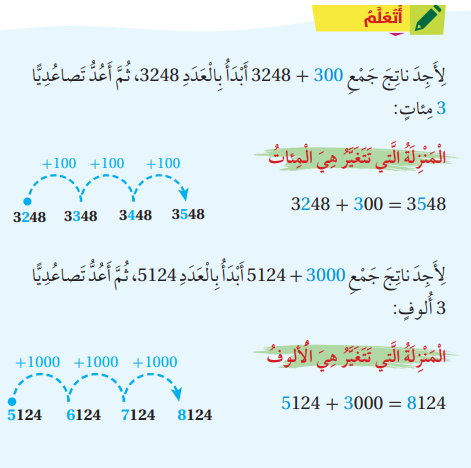 أَتَعَلَّمُ
لِأَجِدَ ناتِجَ جَمْعِ 300 + 3248 أَبْدَأُ بِالْعَدَدِ 3248، ثُمَّ أَعُدُّ تَصاعُدِيًّا
3 مِئاتٍ:
الْمَنْزِلَةُ الَّتي تَتَغَيَّرُ هِيَ الْمِئاتُ
3248 + 300 = 3548
+100 +100 +100
3248 3348 3448 3548
لِأَجِدَ ناتِجَ جَمْعِ 3000 + 5124 أَبْدَأُ بِالْعَدَدِ 5124، ثُمَّ أَعُدُّ تَصاعُدِيًّا
3 أُلوفٍ:
الْمَنْزِلَةُ الَّتي تَتَغَيَّرُ هِيَ الْأُلوفُ
5124 + 3000 = 8124
+1000 +1000 +1000
5124 6124 7124 8124